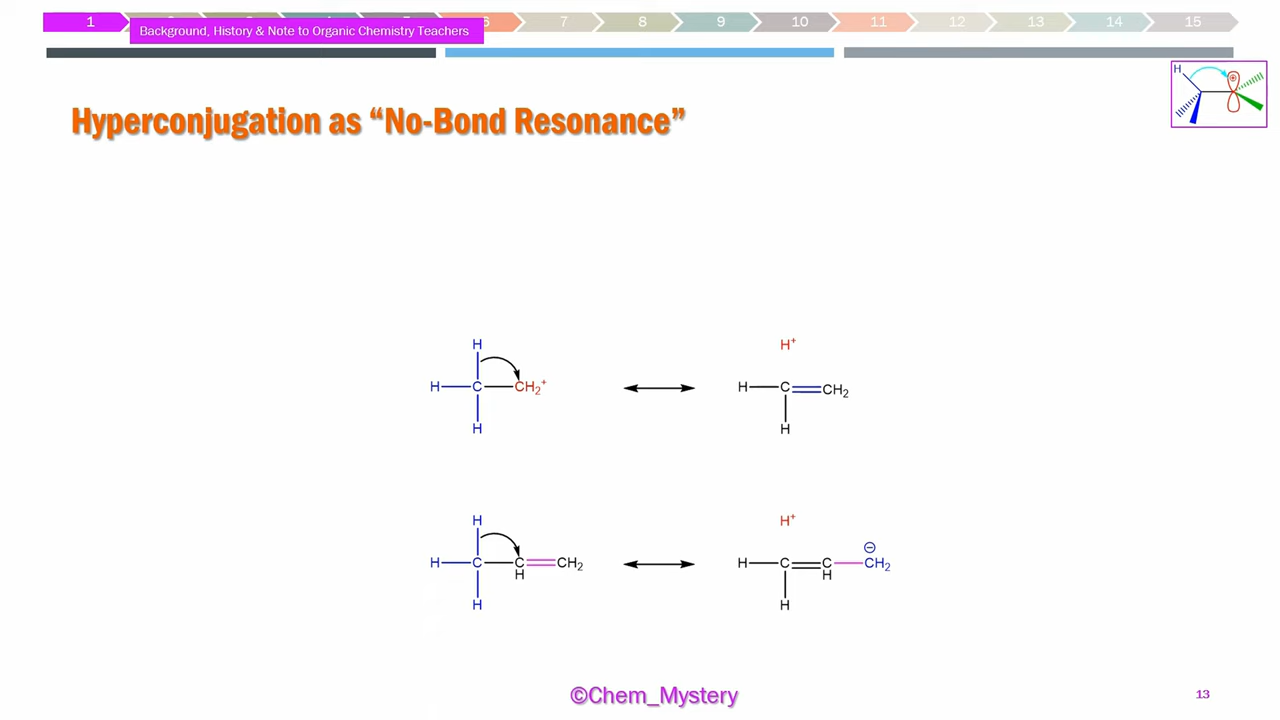 1 6 7 8 9 10 11 12 13 14 15
Background, History & Note to Organic Chemistry Teachers
H
Hyperconjugation as “No-Bond Resonance”
H H⁺
H C CH₂⁺ H C CH₂
H H
H H⁺
H C C CH₂ H C C CH₂
H H
H H
©Chem_Mystery
13